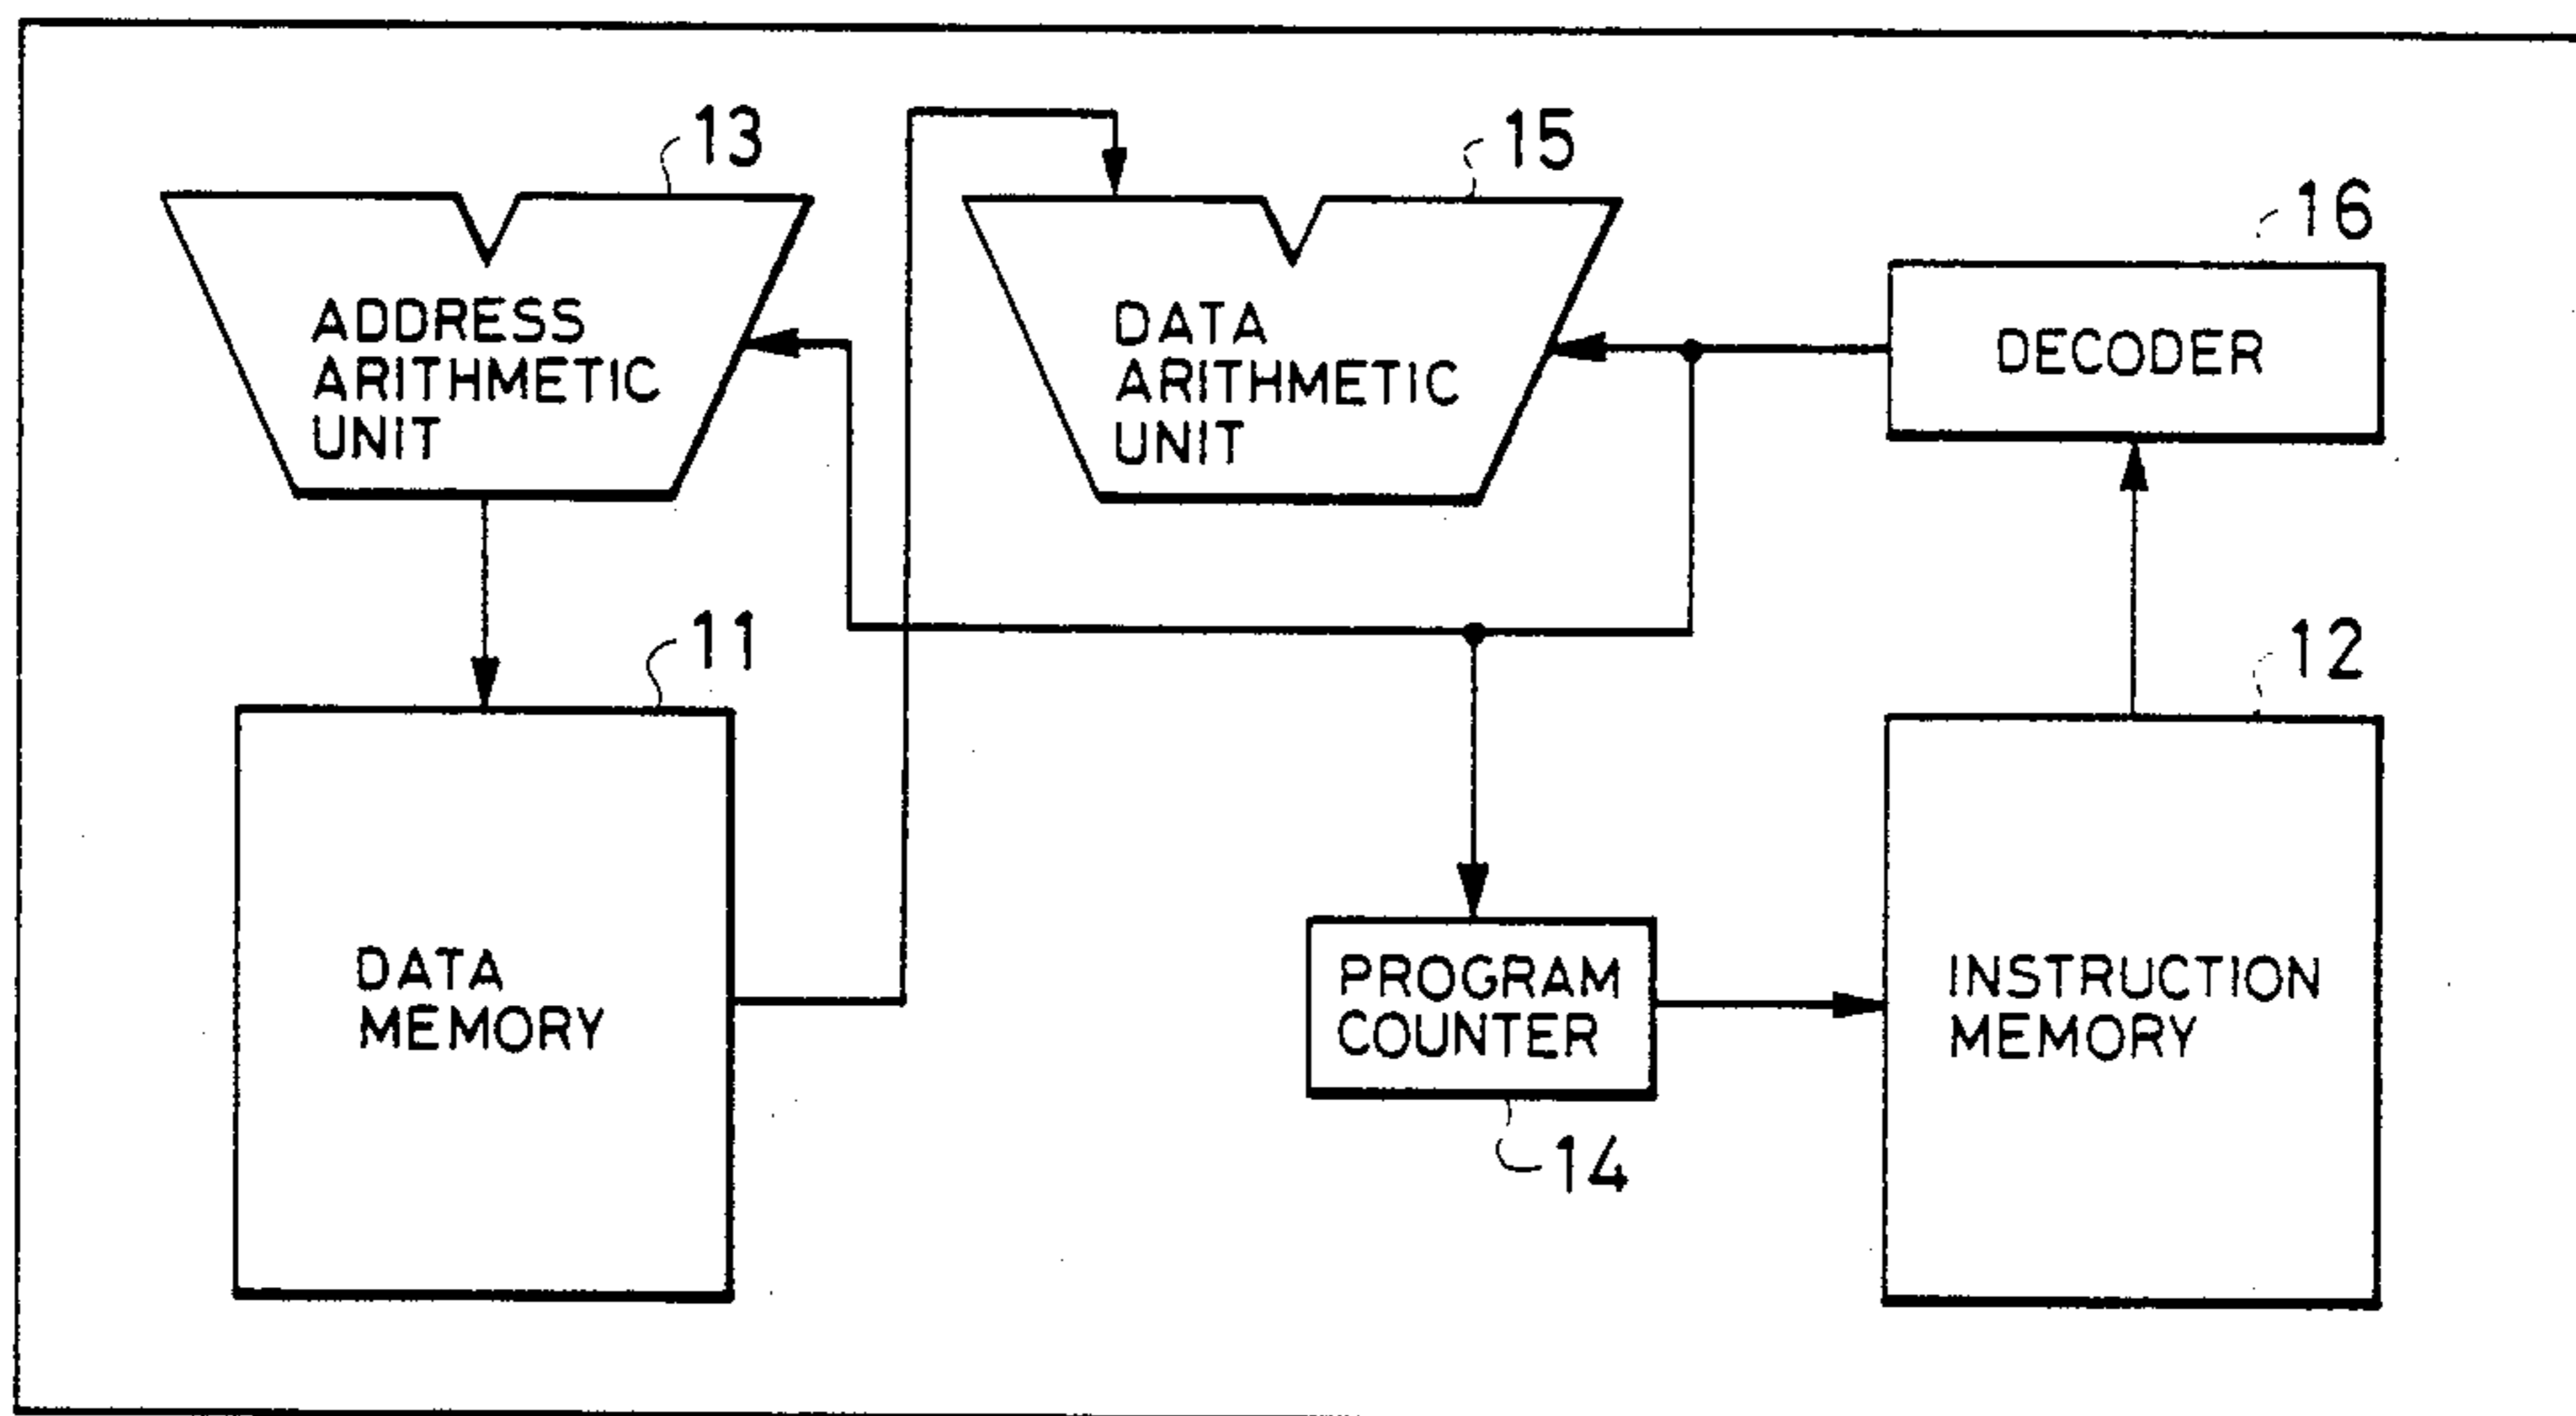 13
15
16
ADDRESS
ARITHMETIC
UNIT
DATA
ARITHMETIC
UNIT
DECODER
11
12
DATA
MEMORY
PROGRAM
COUNTER
INSTRUCTION
MEMORY
14